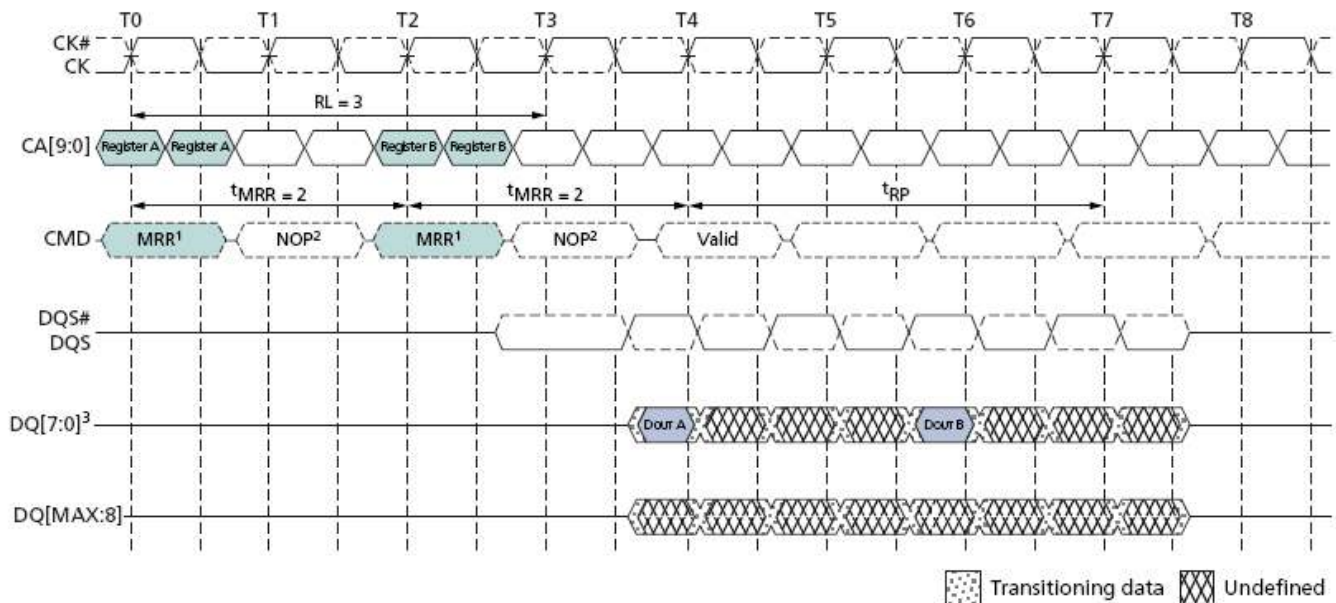 T0 T1 T2 T3 T4 T5 T6 T7 T8
CK#
CK
RL = 3
CA[9:0] Register A Register A Register B Register B
tMRR = 2 tMRR = 2 tRP
CMD MRR1 NOP2 MRR1 NOP2 Valid
DQS#
DQS
DQ[7:0]3 DOUT A DOUT B
DQ[MAX:8]
Transitioning data Undefined